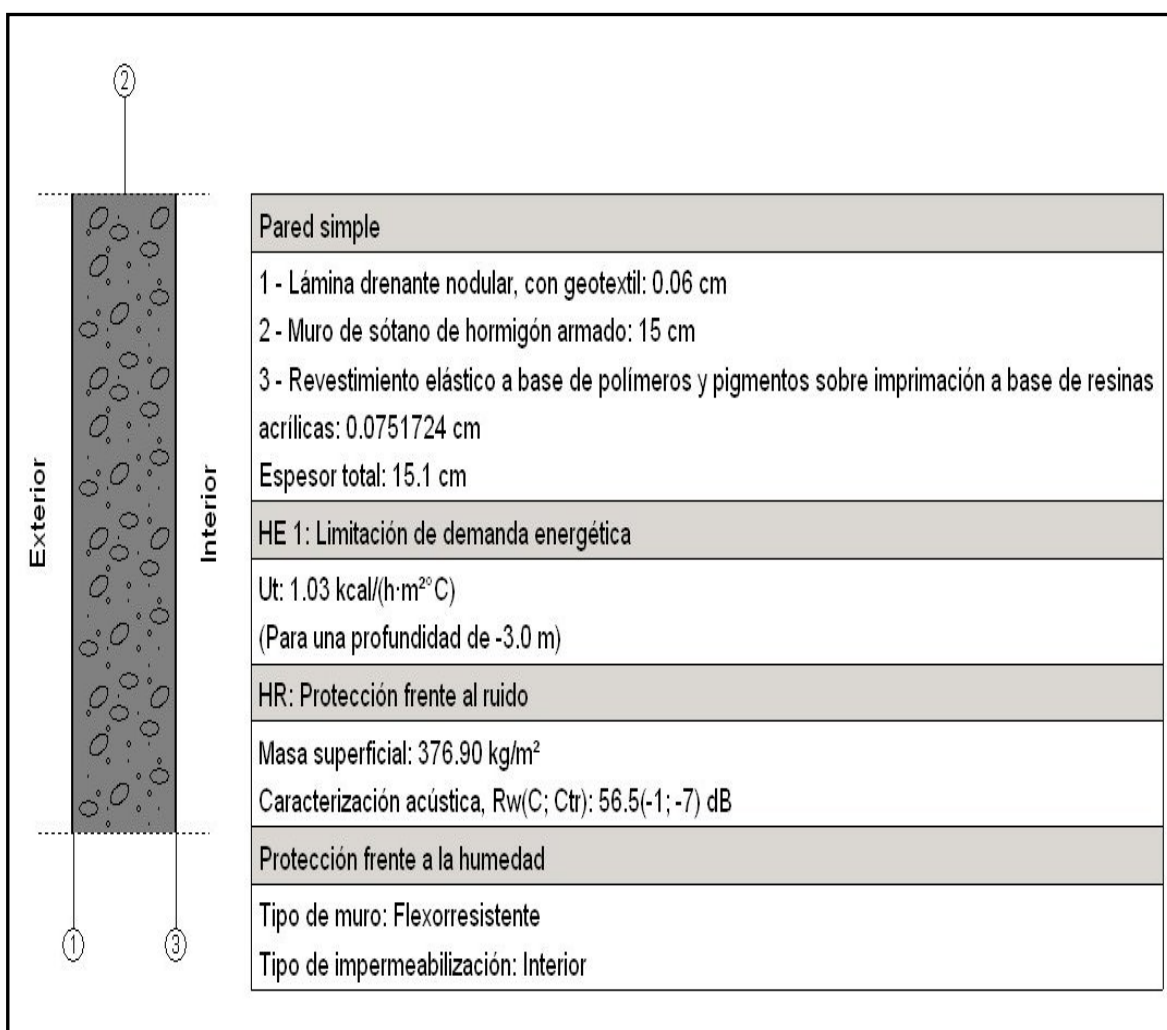 2
Pared simple
1 - Lámina drenante nodular, con geotextil: 0.06 cm
2 - Muro de sótano de hormigón armado: 15 cm
3 - Revestimiento elástico a base de polímeros y pigmentos sobre imprimación a base de resinas
acrílicas: 0.0751724 cm
Espesor total: 15.1 cm
HE 1: Limitación de demanda energética
Ut: 1.03 kcal/(h·m²°C)
(Para una profundidad de -3.0 m)
HR: Protección frente al ruido
Masa superficial: 376.90 kg/m²
Caracterización acústica, Rw(C; Ctr): 56.5(-1; -7) dB
Protección frente a la humedad
Tipo de muro: Flexorresistente
Tipo de impermeabilización: Interior
Exterior
Interior
1
3